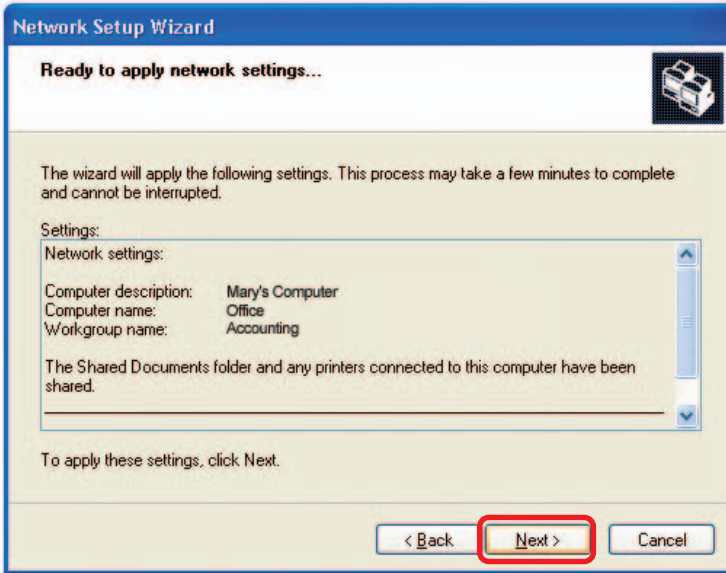 Network Setup Wizard
Ready to apply network settings...
The wizard will apply the following settings. This process may take a few minutes to complete
and cannot be interrupted.
Settings:
Network settings:
Computer description: Mary's Computer
Computer name: Office
Workgroup name: Accounting
The Shared Documents folder and any printers connected to this computer have been
shared.
To apply these settings, click Next.
< Back Next > Cancel